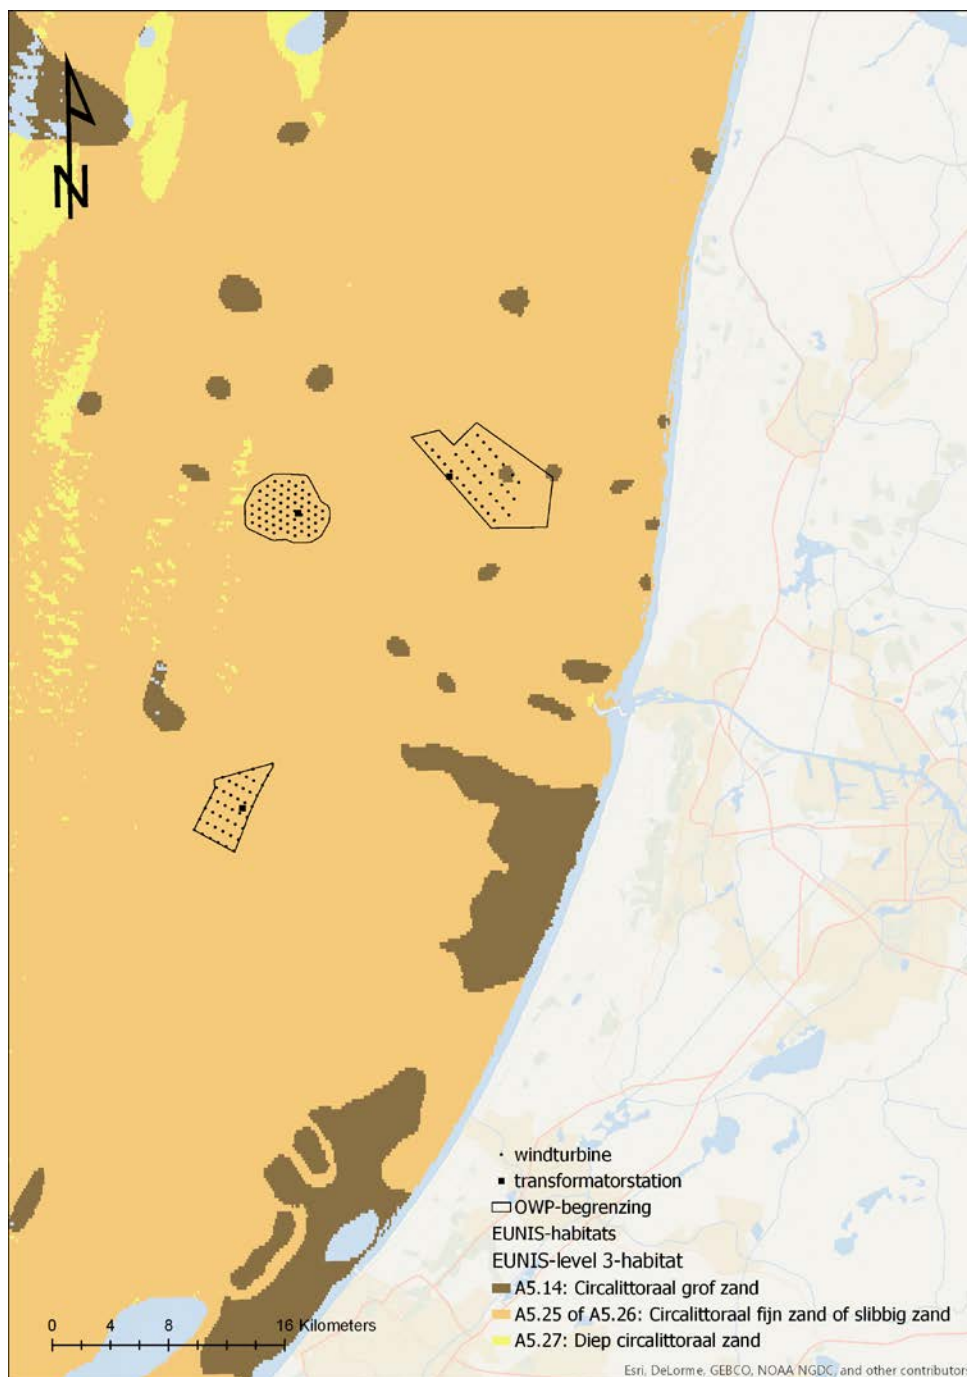 N
windturbine
transformatorstation
OWP-begrenzing
EUNIS-habitats
EUNIS-level 3-habitat
A5.14: Circalittoraal grof zand
A5.25 of A5.26: Circalittoraal fijn zand of slibbig zand
A5.27: Diep circalittoraal zand
0 4 8 16 Kilometers
Esri, DeLorme, GEBCO, NOAA NGDC, and other contributors